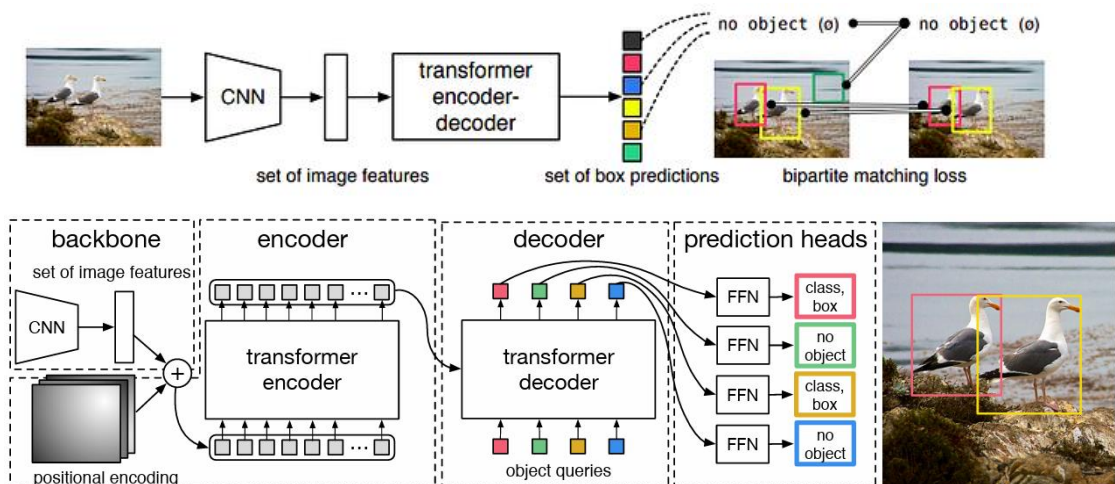 no object (ø)
no object (ø)
CNN
transformer
encoder-
decoder
set of image features
set of box predictions
bipartite matching loss
backbone
set of image features
CNN
+
positional encoding
encoder
...
transformer
encoder
...
decoder
transformer
decoder
object queries
prediction heads
FFN
class,
box
FFN
no
object
FFN
class,
box
FFN
no
object